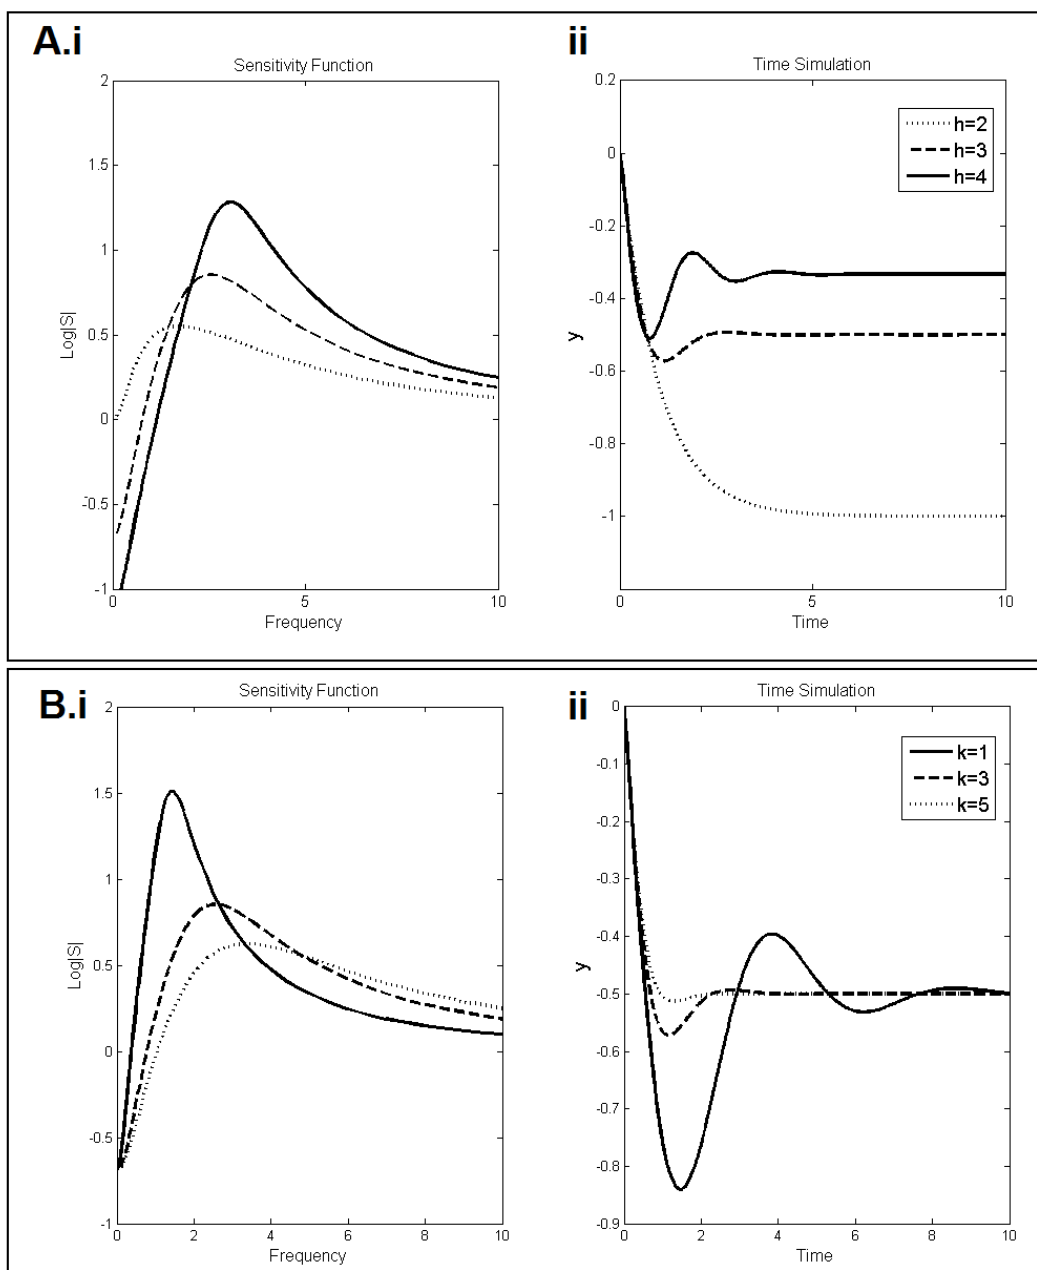 A.i
Sensitivity Function
2
1.5
1
0.5
0
-0.5
-1
Log|S|
0
5
10
Frequency
ii
Time Simulation
0.2
0
-0.2
-0.4
-0.6
-0.8
-1
y
h=2
h=3
h=4
0
5
10
Time
B.i
Sensitivity Function
2
1.5
1
0.5
0
-0.5
-1
Log|S|
0 2 4 6 8 10
Frequency
ii
Time Simulation
0
-0.1
-0.2
-0.3
-0.4
-0.5
-0.6
-0.7
-0.8
-0.9
y
k=1
k=3
k=5
0 2 4 6 8 10
Time